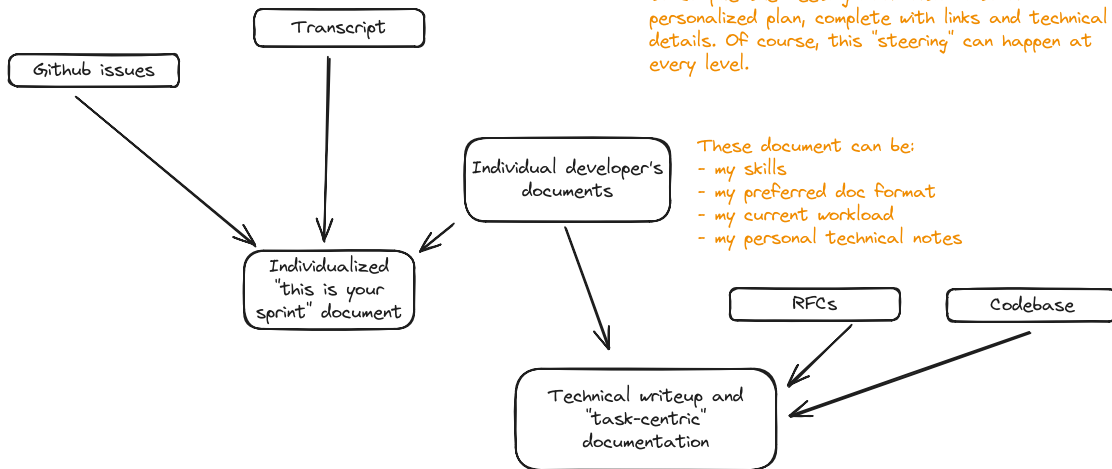 personalized plan, complete with links and technical
details. Of course, this "steering" can happen at
every level.
Transcript
Github issues
Individual developer's
documents
These document can be:
- my skills
- my preferred doc format
- my current workload
- my personal technical notes
Individualized
"this is your
sprint" document
RFCs
Codebase
Technical writeup and
"task-centric"
documentation